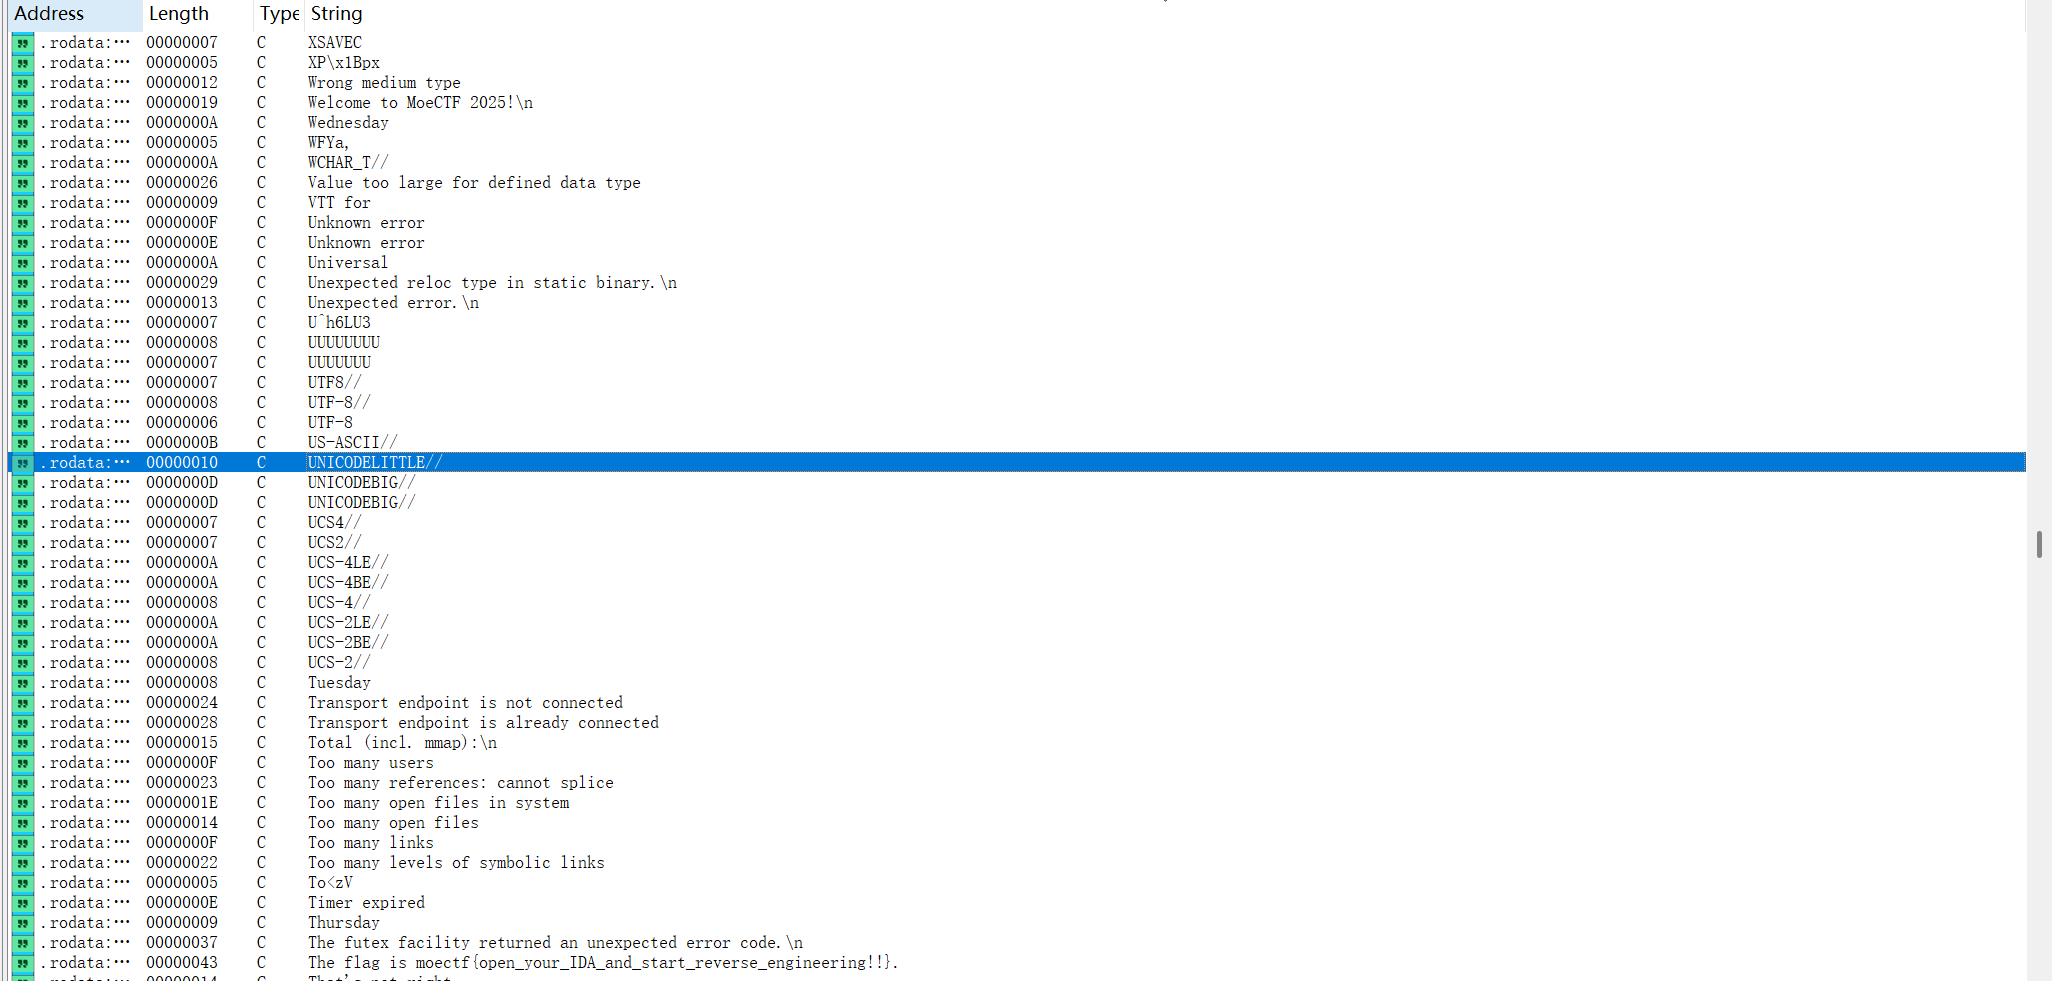 Address Length Type String
.rodata:… 00000007 C XSAVEC
.rodata:… 00000005 C XP\x1Bpx
.rodata:… 00000012 C Wrong medium type
.rodata:… 00000019 C Welcome to MoeCTF 2025!\n
.rodata:… 0000000A C Wednesday
.rodata:… 00000005 C WFYa,
.rodata:… 0000000A C WCHAR_T//
.rodata:… 00000026 C Value too large for defined data type
.rodata:… 00000009 C VTT for
.rodata:… 0000000F C Unknown error
.rodata:… 0000000E C Unknown error
.rodata:… 0000000A C Universal
.rodata:… 00000029 C Unexpected reloc type in static binary.\n
.rodata:… 00000013 C Unexpected error.\n
.rodata:… 00000007 C U^h6LU3
.rodata:… 00000008 C UUUUUUUU
.rodata:… 00000007 C UUUUUUU
.rodata:… 00000007 C UTF8//
.rodata:… 00000008 C UTF-8//
.rodata:… 00000006 C UTF-8
.rodata:… 0000000B C US-ASCII//
.rodata:… 00000010 C UNICODELITTLE//
.rodata:… 0000000D C UNICODEBIG//
.rodata:… 0000000D C UNICODEBIG//
.rodata:… 00000007 C UCS4//
.rodata:… 00000007 C UCS2//
.rodata:… 0000000A C UCS-4LE//
.rodata:… 0000000A C UCS-4BE//
.rodata:… 00000008 C UCS-4//
.rodata:… 0000000A C UCS-2LE//
.rodata:… 0000000A C UCS-2BE//
.rodata:… 00000008 C UCS-2//
.rodata:… 00000008 C Tuesday
.rodata:… 00000024 C Transport endpoint is not connected
.rodata:… 00000028 C Transport endpoint is already connected
.rodata:… 00000015 C Total (incl. mmap):\n
.rodata:… 0000000F C Too many users
.rodata:… 00000023 C Too many references: cannot splice
.rodata:… 0000001E C Too many open files in system
.rodata:… 00000014 C Too many open files
.rodata:… 0000000F C Too many links
.rodata:… 00000022 C Too many levels of symbolic links
.rodata:… 00000005 C To<zV
.rodata:… 0000000E C Timer expired
.rodata:… 00000009 C Thursday
.rodata:… 00000037 C The futex facility returned an unexpected error code.\n
.rodata:… 00000043 C The flag is moectf{open_your_IDA_and_start_reverse_engineering!!}.